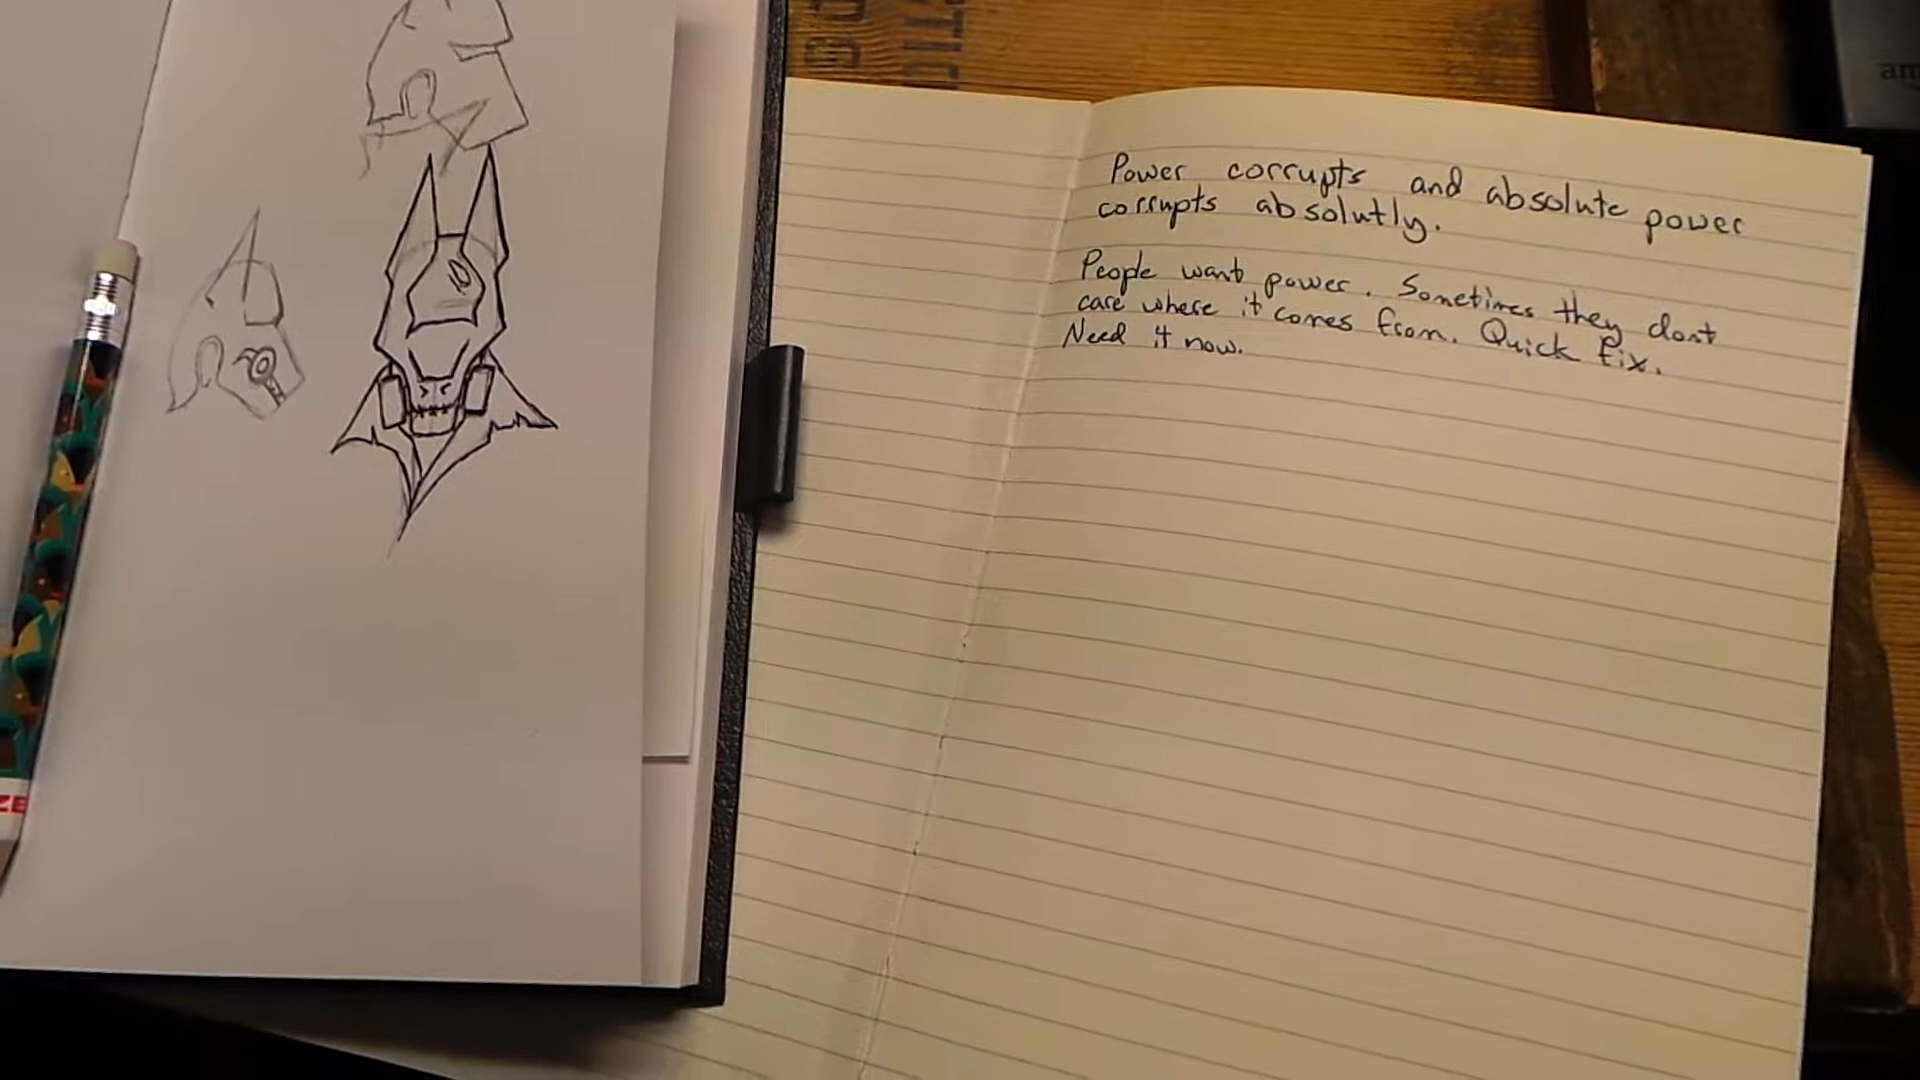 Power corrupts and absolute power
corrupts absolutly.
People want power. Sometimes they dont
care where it comes from. Quick fix.
Need it now.